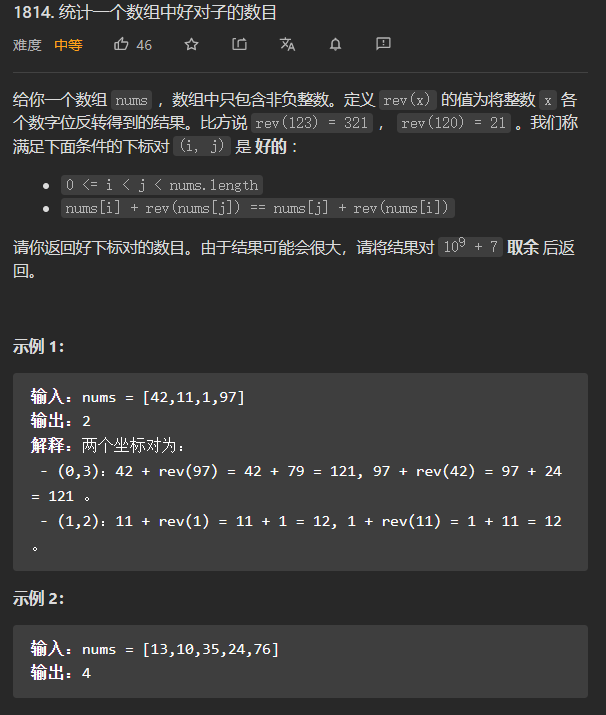 1814. 统计一个数组中好对子的数目
难度 中等 46
给你一个数组 nums ，数组中只包含非负整数。定义 rev(x) 的值为将整数 x 各
个数字位反转得到的结果。比方说 rev(123) = 321 ， rev(120) = 21 。我们称
满足下面条件的下标对 (i, j) 是 好的 ：
0 <= i < j < nums.length
nums[i] + rev(nums[j]) == nums[j] + rev(nums[i])
请你返回好下标对的数目。由于结果可能会很大，请将结果对 10⁹ + 7 取余 后返
回。
示例 1：
输入：nums = [42,11,1,97]
输出：2
解释：两个坐标对为：
- (0,3)：42 + rev(97) = 42 + 79 = 121, 97 + rev(42) = 97 + 24
= 121 。
- (1,2)：11 + rev(1) = 11 + 1 = 12, 1 + rev(11) = 1 + 11 = 12
。
示例 2：
输入：nums = [13,10,35,24,76]
输出：4